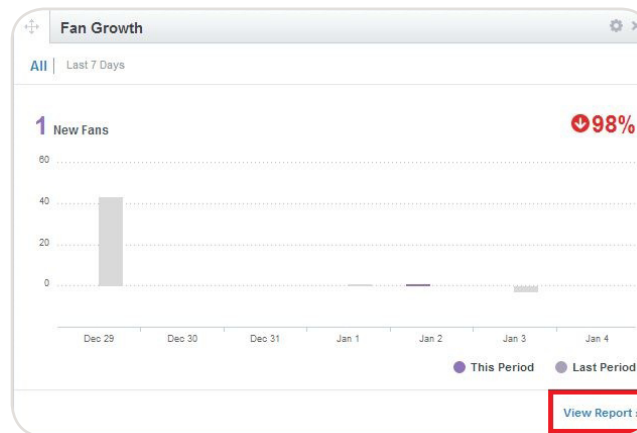 Fan Growth
All | Last 7 Days
1 New Fans
98%
60
40
20
0
Dec 29 Dec 30 Dec 31 Jan 1 Jan 2 Jan 3 Jan 4
This Period Last Period
View Report